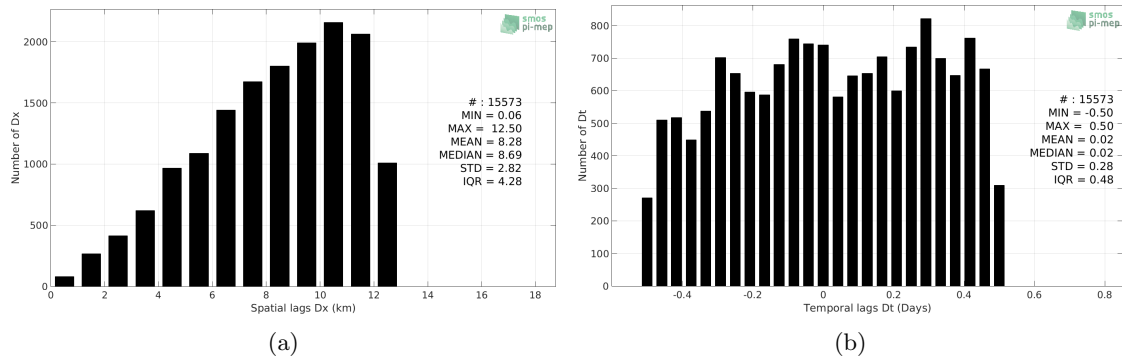 smos
pi-mep
2000
1500
1000
500
0
Number of Dx
# : 15573
MIN = 0.06
MAX = 12.50
MEAN = 8.28
MEDIAN = 8.69
STD = 2.82
IQR = 4.28
0 2 4 6 8 10 12 14 16 18
Spatial lags Dx (km)
(a)
smos
pi-mep
800
700
600
500
400
300
200
100
0
Number of Dt
# : 15573
MIN = -0.50
MAX = 0.50
MEAN = 0.02
MEDIAN = 0.02
STD = 0.28
IQR = 0.48
-0.4 -0.2 0 0.2 0.4 0.6 0.8
Temporal lags Dt (Days)
(b)